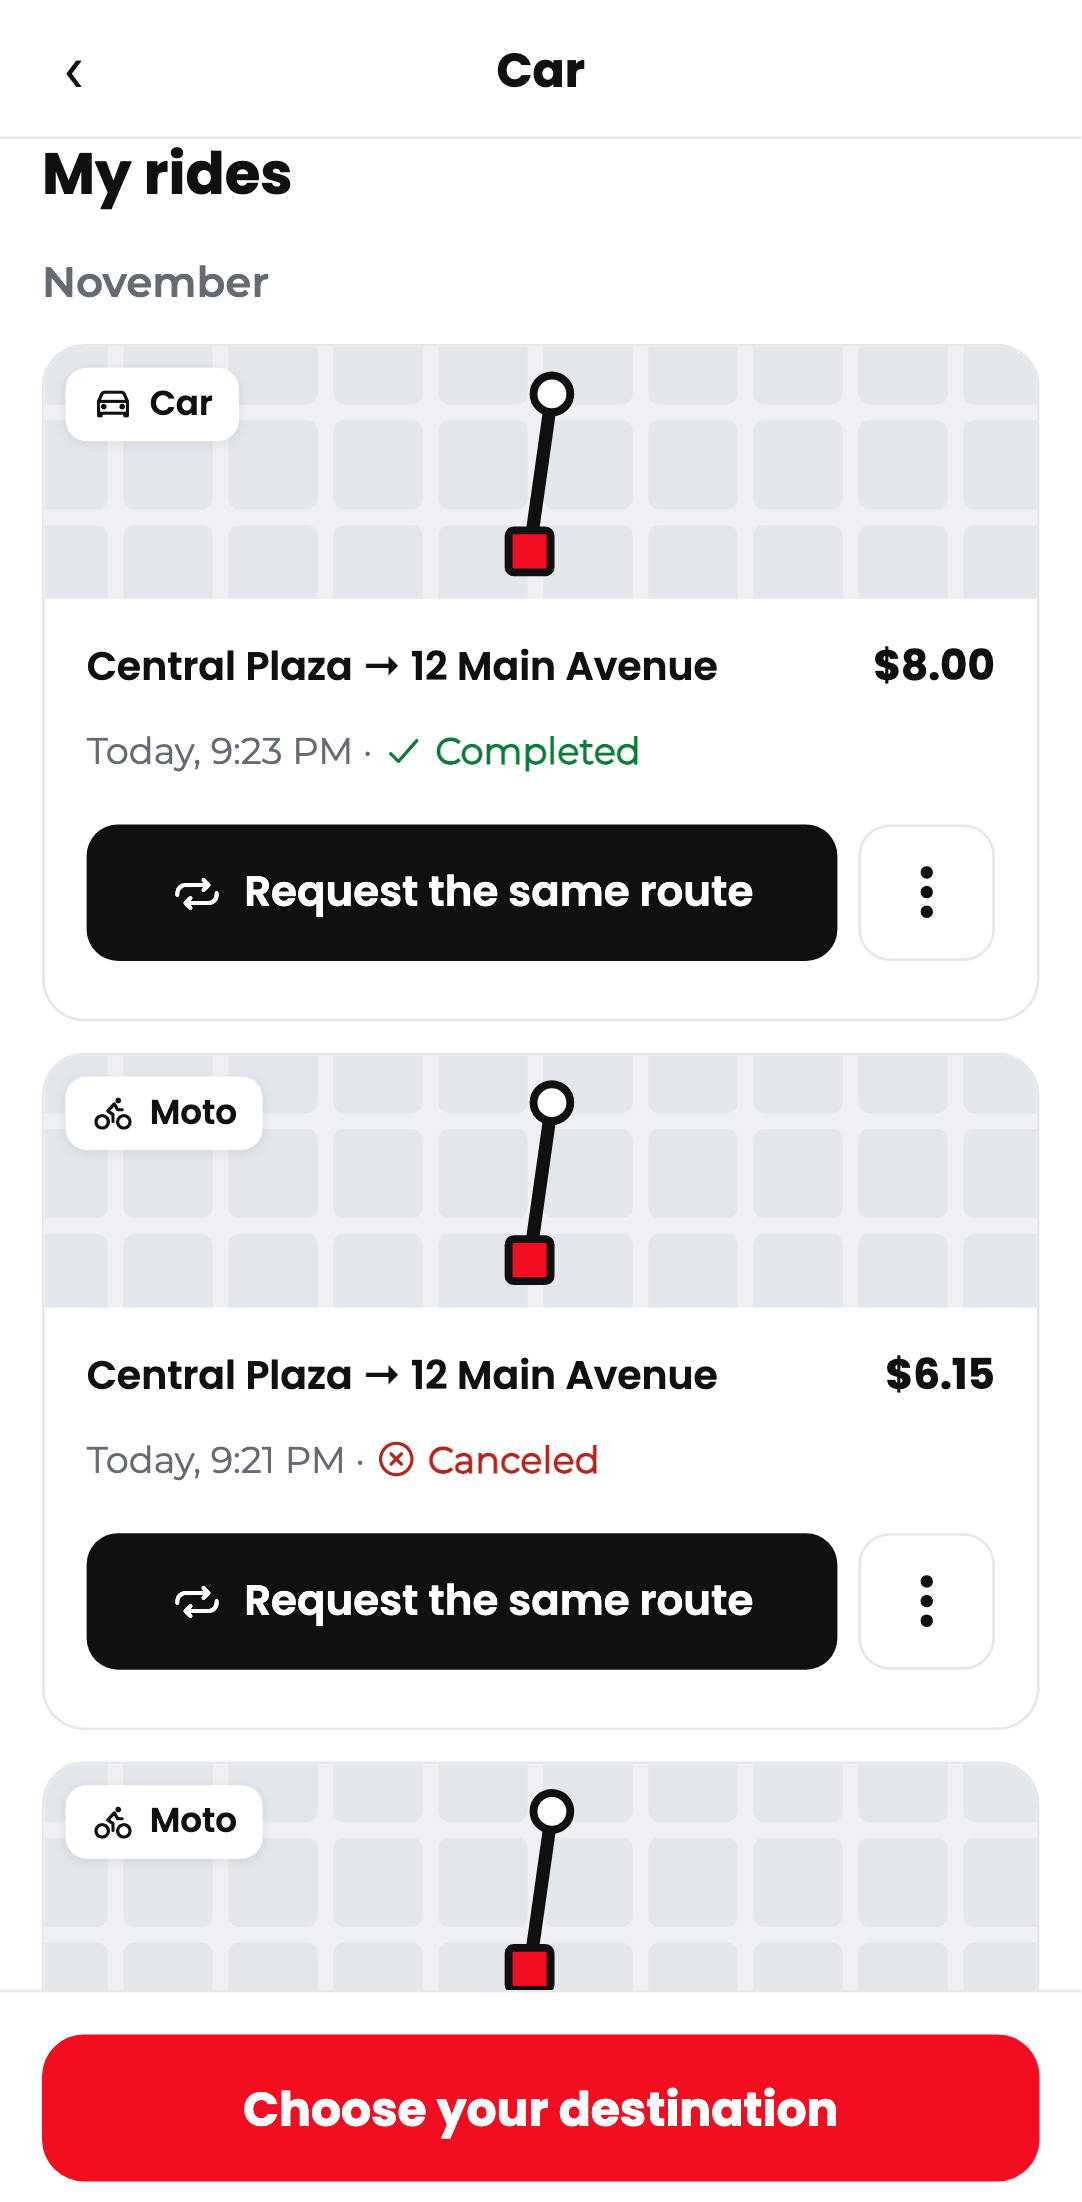 Car
My rides
November
Car
Central Plaza → 12 Main Avenue $8.00
Today, 9:23 PM · Completed
Request the same route
Moto
Central Plaza → 12 Main Avenue $6.15
Today, 9:21 PM · Canceled
Request the same route
Moto
Choose your destination